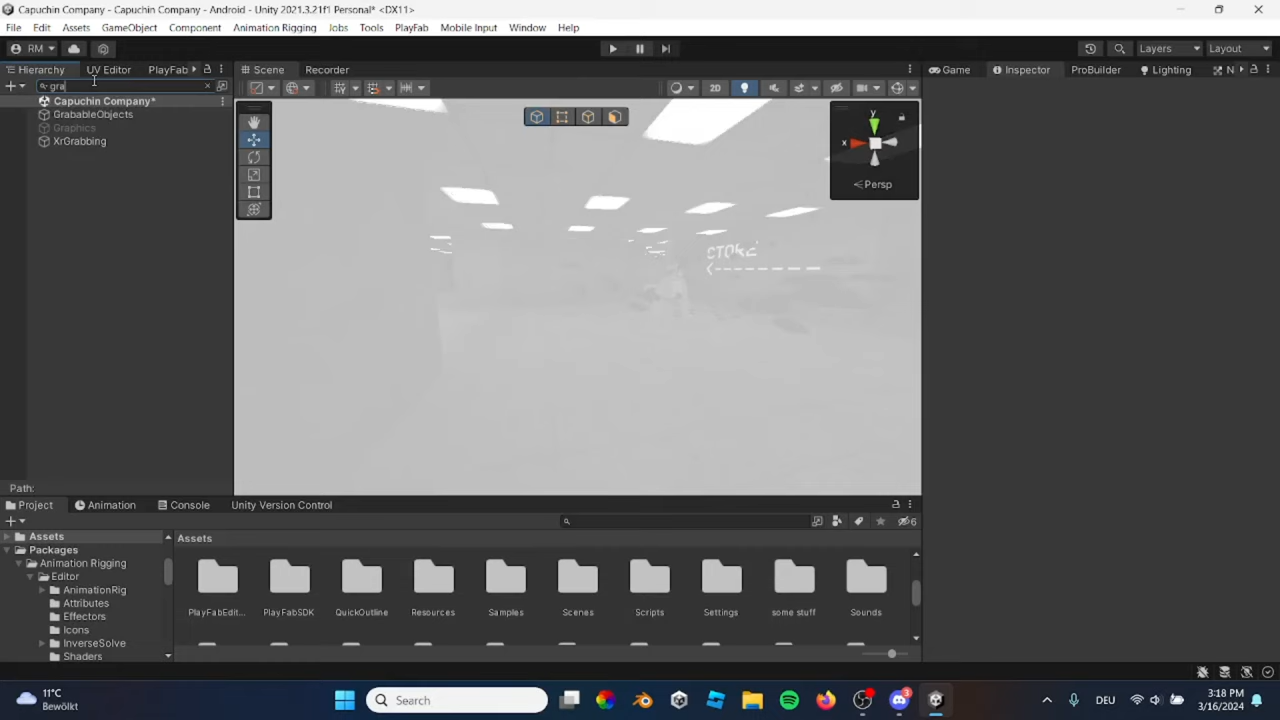 Capuchin Company - Capuchin Company - Android - Unity 2021.3.21f1 Personal* <DX11>
File Edit Assets GameObject Component Animation Rigging Jobs Tools PlayFab Mobile Input Window Help
RM Layers Layout
Hierarchy UV Editor PlayFab Scene Recorder Game Inspector ProBuilder Lighting N
gra 2D
Capuchin Company*
GrabableObjects
Graphics
XrGrabbing
y
x
Persp
STORE
Path:
Project Animation Console Unity Version Control
6
Assets Assets
Packages
Animation Rigging
Editor
AnimationRig
Attributes
Effectors
Icons
InverseSolve
Shaders
PlayFabEdit... PlayFabSDK QuickOutline Resources Samples Scenes Scripts Settings some stuff Sounds
11°C
Bewölkt
Search
3
DEU
3:18 PM
3/16/2024